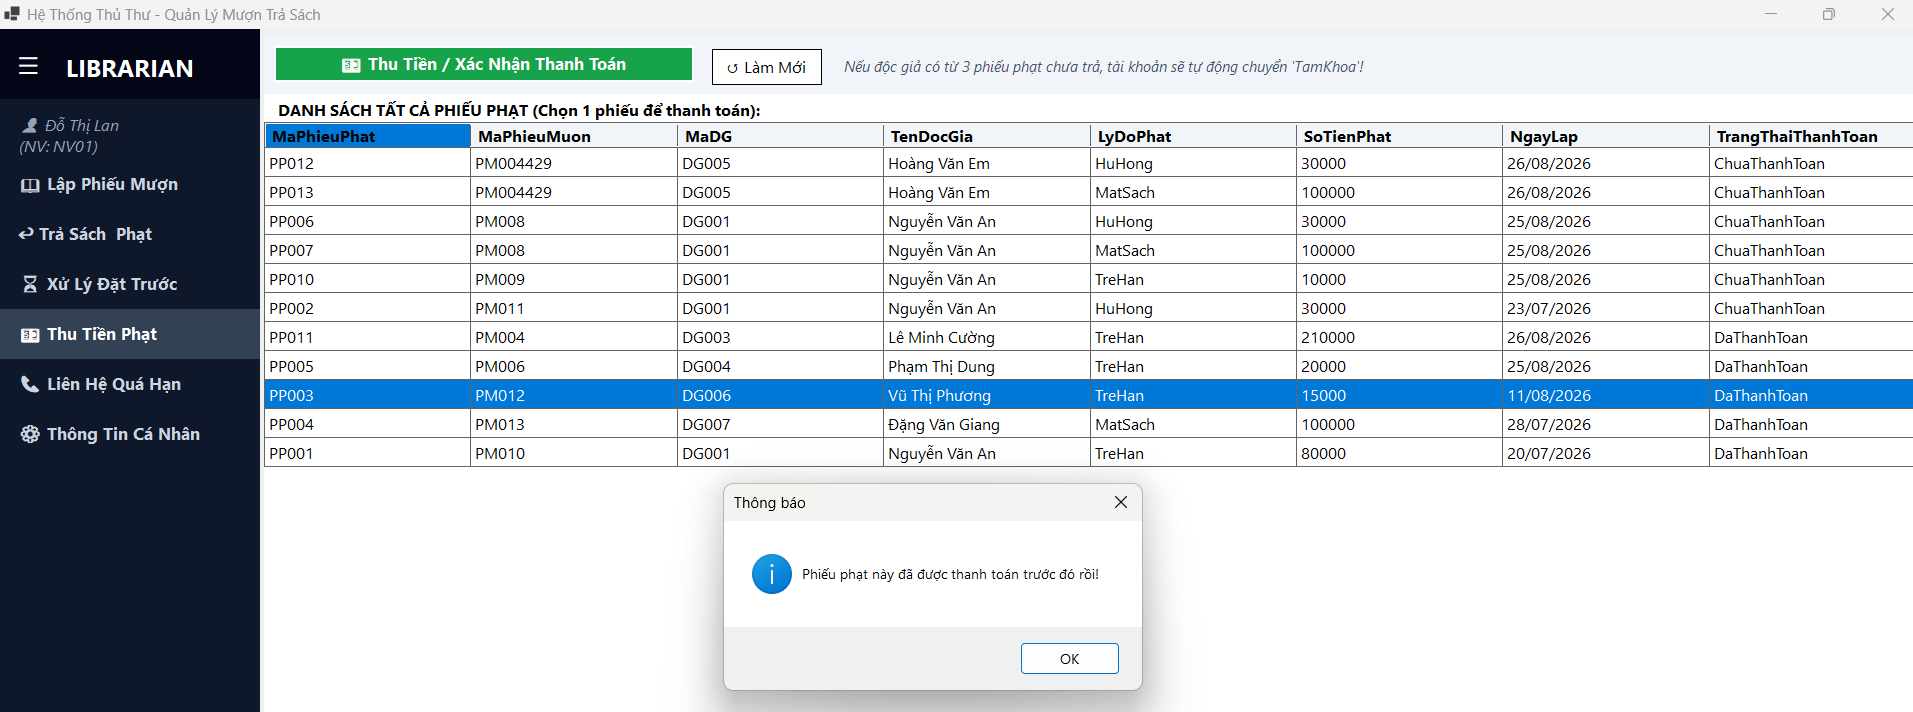 Hệ Thống Thủ Thư - Quản Lý Mượn Trả Sách
LIBRARIAN
Đỗ Thị Lan
(NV: NV01)
Lập Phiếu Mượn
Trả Sách  Phạt
Xử Lý Đặt Trước
Thu Tiền Phạt
Liên Hệ Quá Hạn
Thông Tin Cá Nhân
Thu Tiền / Xác Nhận Thanh Toán
↺ Làm Mới
Nếu độc giả có từ 3 phiếu phạt chưa trả, tài khoản sẽ tự động chuyển 'TamKhoa'!
DANH SÁCH TẤT CẢ PHIẾU PHẠT (Chọn 1 phiếu để thanh toán):
MaPhieuPhat MaPhieuMuon MaDG TenDocGia LyDoPhat SoTienPhat NgayLap TrangThaiThanhToan
PP012 PM004429 DG005 Hoàng Văn Em HuHong 30000 26/08/2026 ChuaThanhToan
PP013 PM004429 DG005 Hoàng Văn Em MatSach 100000 26/08/2026 ChuaThanhToan
PP006 PM008 DG001 Nguyễn Văn An HuHong 30000 25/08/2026 ChuaThanhToan
PP007 PM008 DG001 Nguyễn Văn An MatSach 100000 25/08/2026 ChuaThanhToan
PP010 PM009 DG001 Nguyễn Văn An TreHan 10000 25/08/2026 ChuaThanhToan
PP002 PM011 DG001 Nguyễn Văn An HuHong 30000 23/07/2026 ChuaThanhToan
PP011 PM004 DG003 Lê Minh Cường TreHan 210000 26/08/2026 DaThanhToan
PP005 PM006 DG004 Phạm Thị Dung TreHan 20000 25/08/2026 DaThanhToan
PP003 PM012 DG006 Vũ Thị Phương TreHan 15000 11/08/2026 DaThanhToan
PP004 PM013 DG007 Đặng Văn Giang MatSach 100000 28/07/2026 DaThanhToan
PP001 PM010 DG001 Nguyễn Văn An TreHan 80000 20/07/2026 DaThanhToan
Thông báo
Phiếu phạt này đã được thanh toán trước đó rồi!
OK